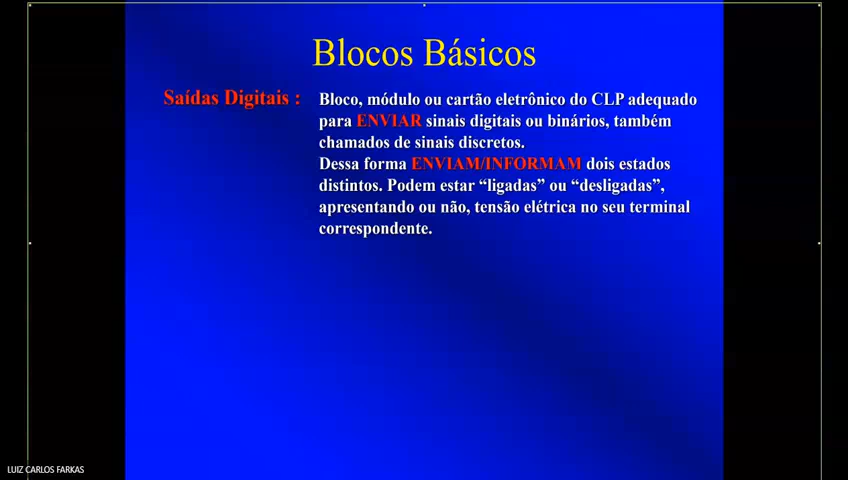 Blocos Básicos
Saídas Digitais : Bloco, módulo ou cartão eletrônico do CLP adequado
para ENVIAR sinais digitais ou binários, também
chamados de sinais discretos.
Dessa forma ENVIAM/INFORMAM dois estados
distintos. Podem estar “ligadas” ou “desligadas”,
apresentando ou não, tensão elétrica no seu terminal
correspondente.
LUIZ CARLOS FARKAS